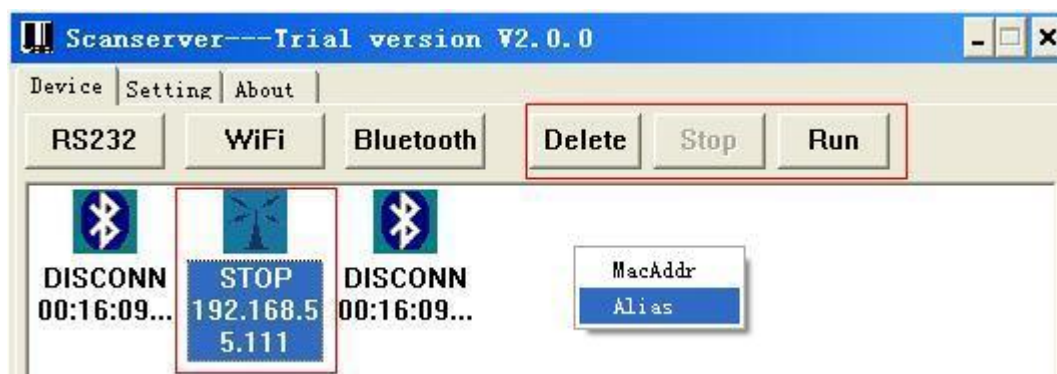 Scanserver---Trial version V2.0.0
Device Setting About
RS232 WiFi Bluetooth Delete Stop Run
DISCONN
00:16:09...
STOP
192.168.5
5.111
DISCONN
00:16:09...
MacAddr
Alias